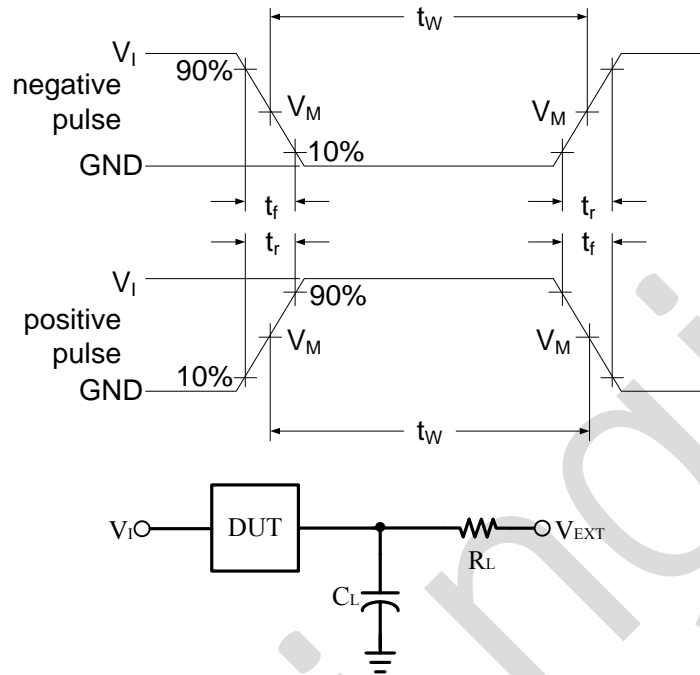 tW
VI
90%
negative
pulse
VM
VM
10%
GND
tf
tr
tr
tf
VI
90%
positive
pulse
VM
VM
10%
GND
tW
VI
DUT
VEXT
RL
CL